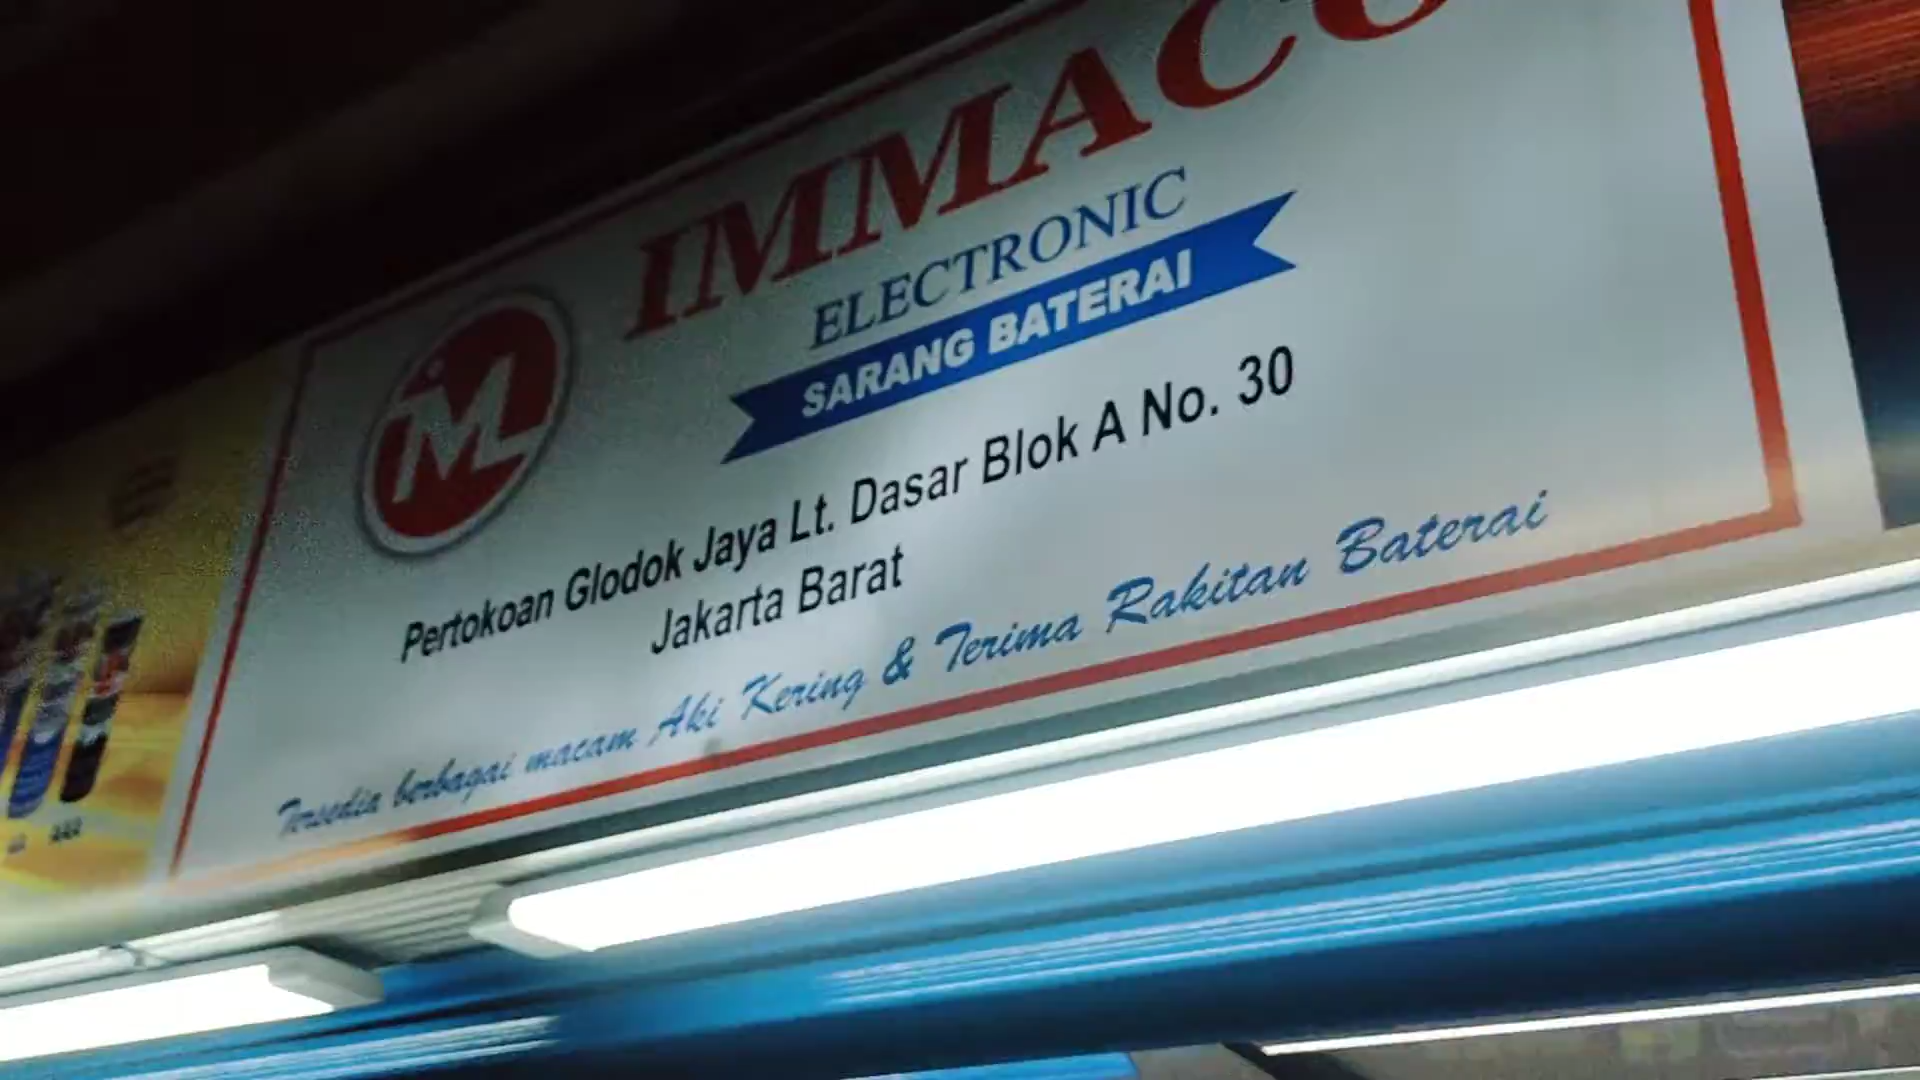 IMMACO
ELECTRONIC
SARANG BATERAI
M
Pertokoan Glodok Jaya Lt. Dasar Blok A No. 30
Jakarta Barat
Tersedia berbagai macam Aki Kering & Terima Rakitan Baterai